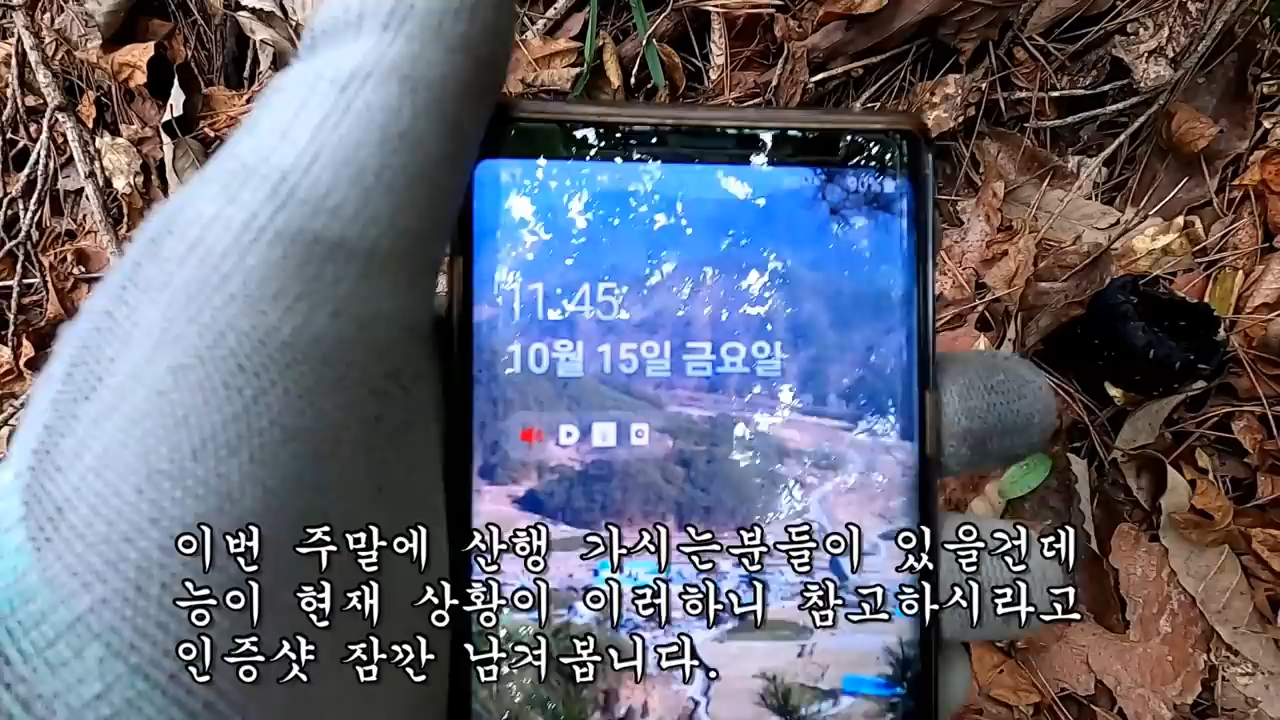 90%
11:45
10월 15일 금요일
이번 주말에 산행 가시는분들이 있을건데
능이 현재 상황이 이러하니 참고하시라고
인증샷 잠깐 남겨봅니다.